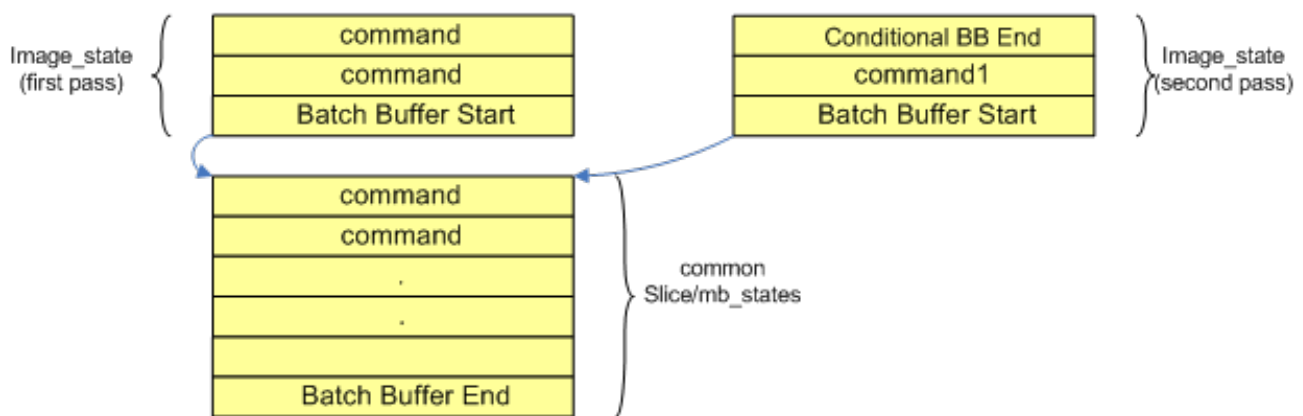 Image_state
(first pass)
command
command
Batch Buffer Start
Conditional BB End
command1
Batch Buffer Start
Image_state
(second pass)
command
command
.
.
Batch Buffer End
common
Slice/mb_states